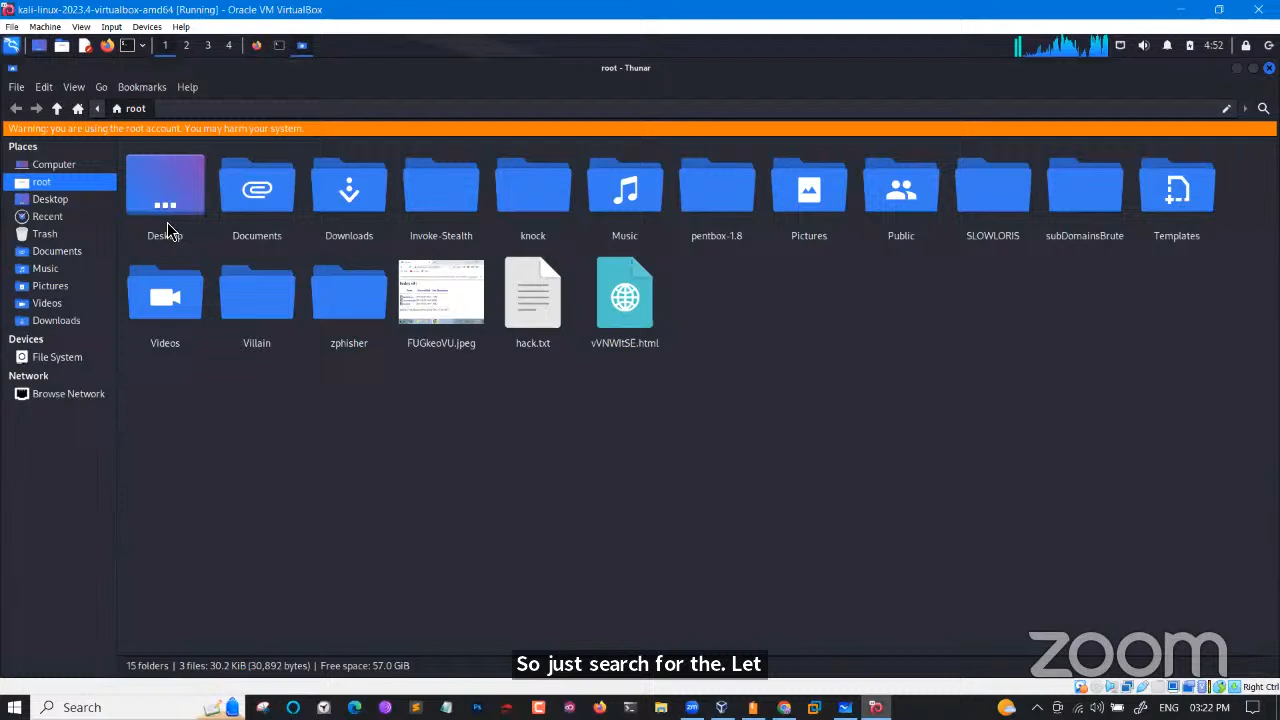 kali-linux-2023.4-virtualbox-amd64 [Running] - Oracle VM VirtualBox
File Machine View Input Devices Help
1 2 3 4 4:52
root - Thunar
File Edit View Go Bookmarks Help
root
Warning: you are using the root account. You may harm your system.
Places
Computer
root
Desktop
Recent
Trash
Documents
Music
Pictures
Videos
Downloads
Devices
File System
Network
Browse Network
Desktop Documents Downloads Invoke-Stealth knock Music pentbox-1.8 Pictures Public SLOWLORIS subDomainsBrute Templates
Videos Villain zphisher FUGkeoVU.jpeg hack.txt vVNWItSE.html
15 folders | 3 files: 30.2 KiB (30,892 bytes) | Free space: 57.0 GiB
So just search for the. Let
zoom
Right Ctrl
Search
ENG
03:22 PM